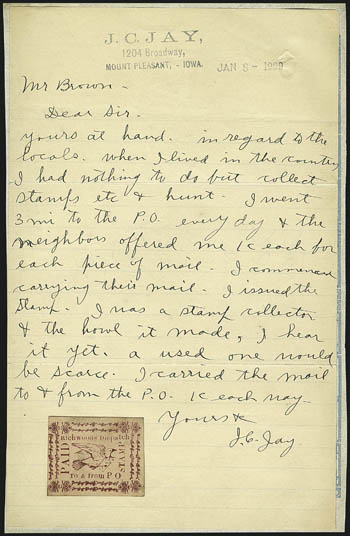 J. C. JAY,
1204 Broadway,
MOUNT PLEASANT, - IOWA.
JAN 8 - 19
Mr Brown -
Dear Sir.
yours at hand. in regard to the
locals. when I lived in the country
I had nothing to do but collect
stamps etc & hunt. I went
3 mi to the P.O. every day & the
neighbors offered me 1c each for
each piece of mail. I commenced
carrying their mail. I issued the
stamp. I was a stamp collector
& the howl it made, I hear
it yet. a used one would
be scarce. I carried the mail
to & from the P.O. 1c each way -
Yours &
J. C. Jay.
Richwoods Dispatch
PAID
STAMP
To & from P O